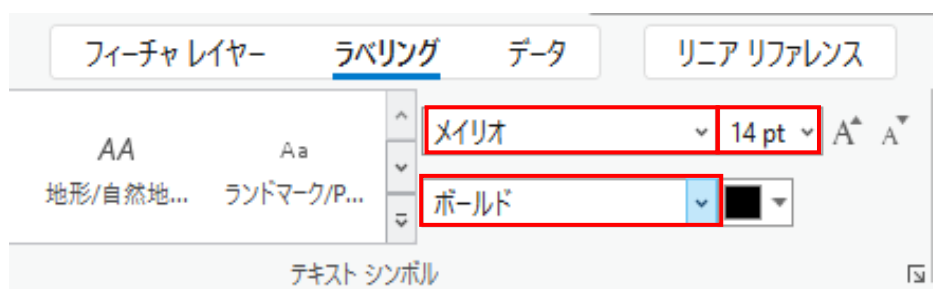 フィーチャ レイヤー ラベリング データ リニア リファレンス
メイリオ 14 pt A A
AA Aa
地形/自然地... ランドマーク/P...
ボールド
テキスト シンボル